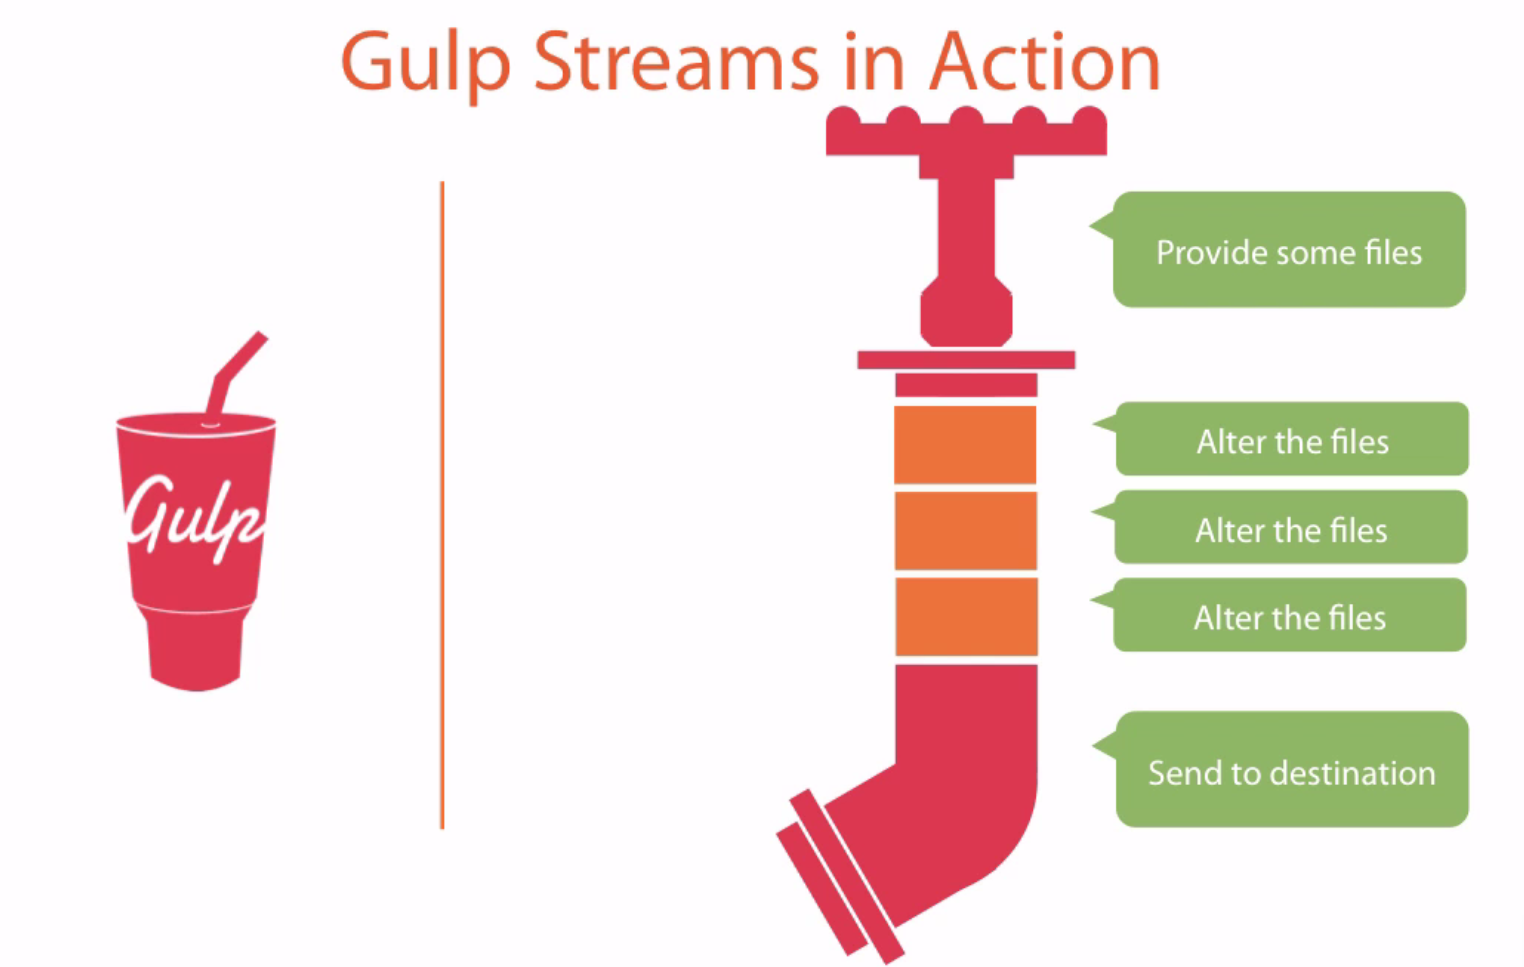 Gulp Streams in Action
Provide some files
Gulp
Alter the files
Alter the files
Alter the files
Send to destination